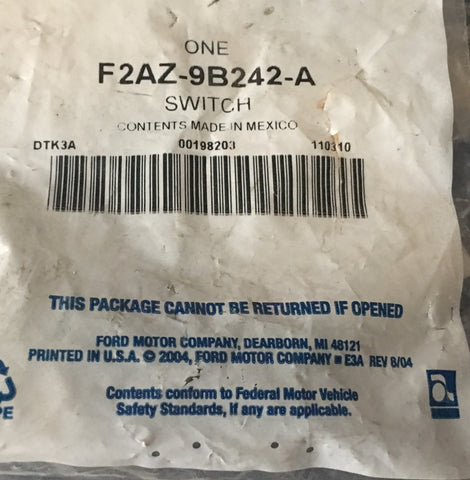 ONE
F2AZ-9B242-A
SWITCH
CONTENTS MADE IN MEXICO
DTK3A 00198203 110310
THIS PACKAGE CANNOT BE RETURNED IF OPENED
FORD MOTOR COMPANY, DEARBORN, MI 48121
PRINTED IN U.S.A. © 2004, FORD MOTOR COMPANY ■ E3A REV 8/04
Contents conform to Federal Motor Vehicle
Safety Standards, if any are applicable.
PE